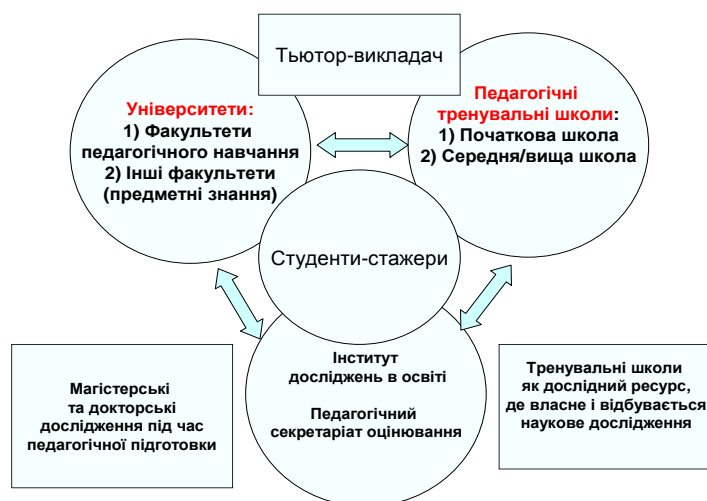 Тьютор-викладач
Університети:
1) Факультети
педагогічного навчання
2) Інші факультети
(предметні знання)
Педагогічні
тренувальні школи:
1) Початкова школа
2) Середня/вища школа
Студенти-стажери
Інститут
досліджень в освіті
Педагогічний
секретаріат оцінювання
Магістерські
та докторські
дослідження під час
педагогічної підготовки
Тренувальні школи
як дослідний ресурс,
де власне і відбувається
наукове дослідження